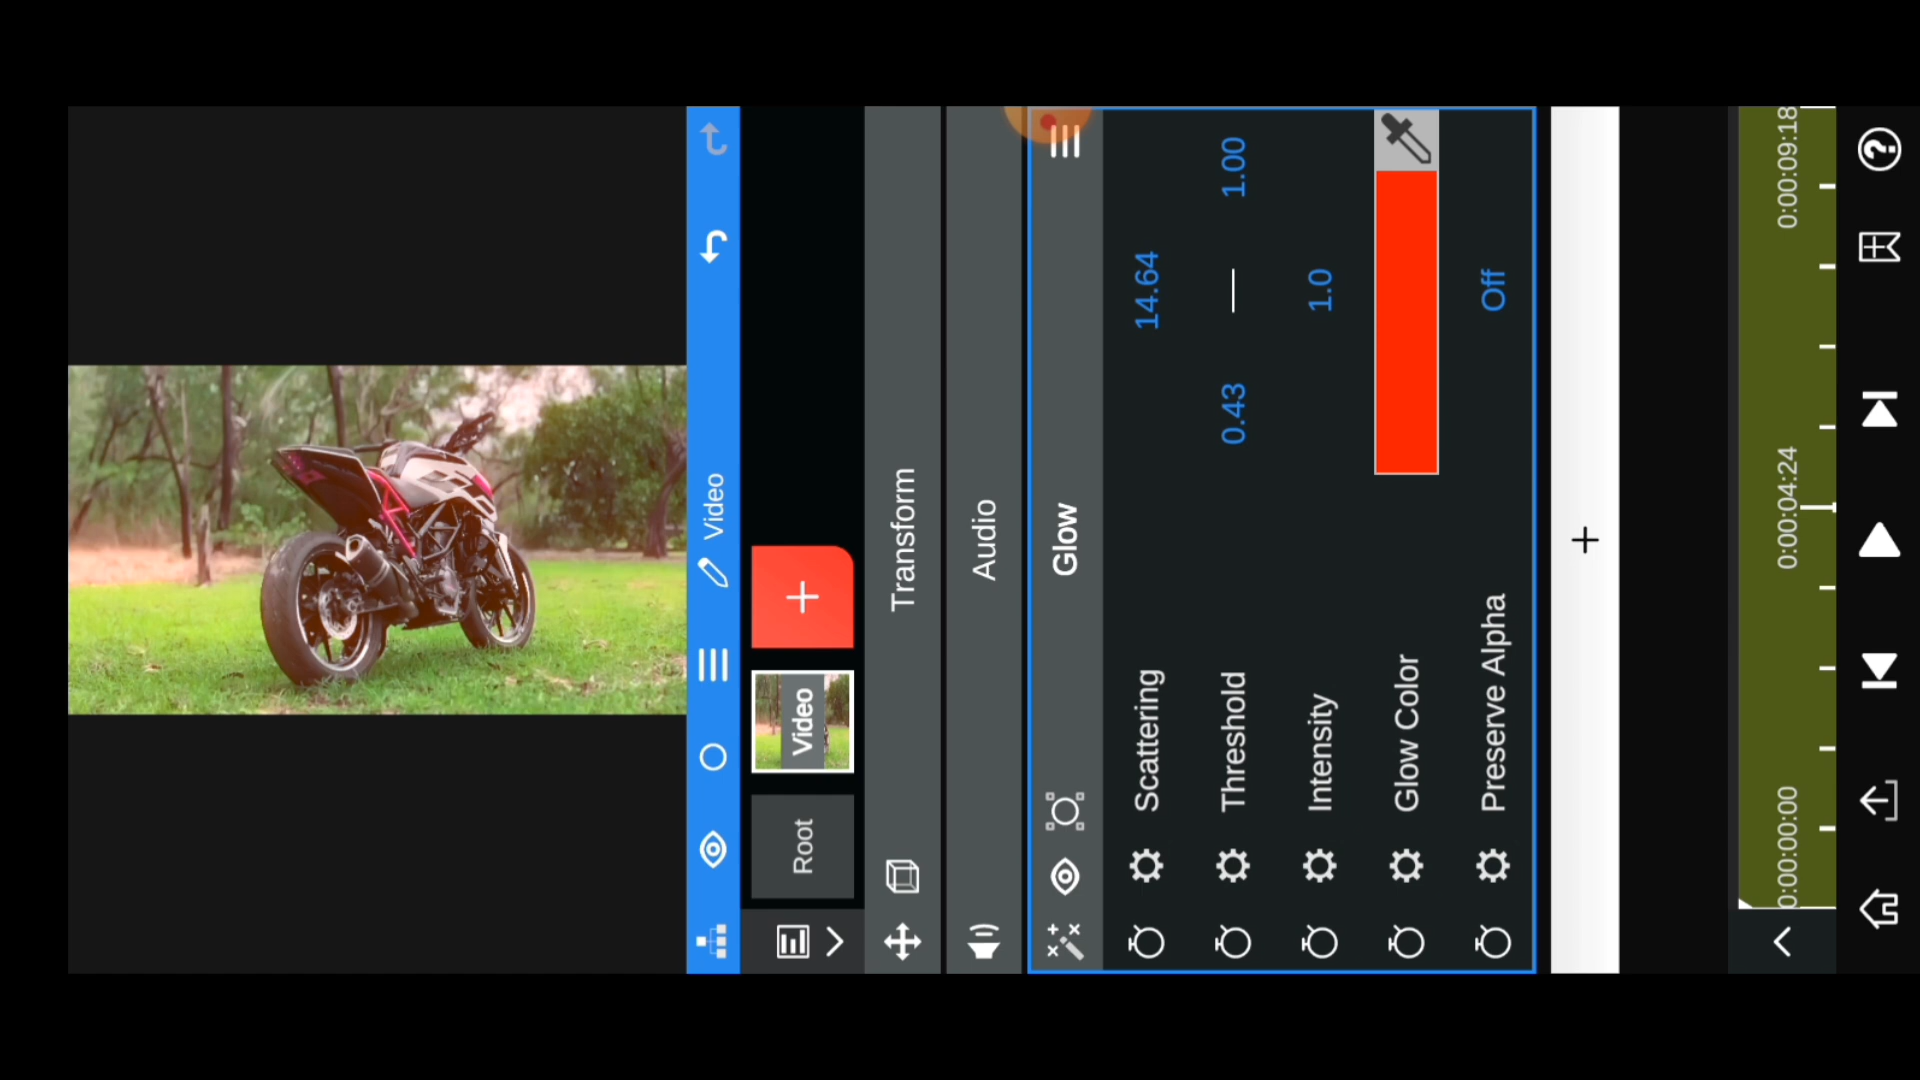 Video
Root
Video
Transform
Audio
Glow
Scattering 14.64
Threshold 0.43 1.00
Intensity 1.0
Glow Color
Preserve Alpha Off
0:00:00:00 0:00:04:24 0:00:09:18